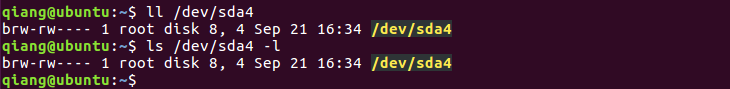 qiang@ubuntu:~$ ll /dev/sda4
brw-rw---- 1 root disk 8, 4 Sep 21 16:34 /dev/sda4
qiang@ubuntu:~$ ls /dev/sda4 -l
brw-rw---- 1 root disk 8, 4 Sep 21 16:34 /dev/sda4
qiang@ubuntu:~$